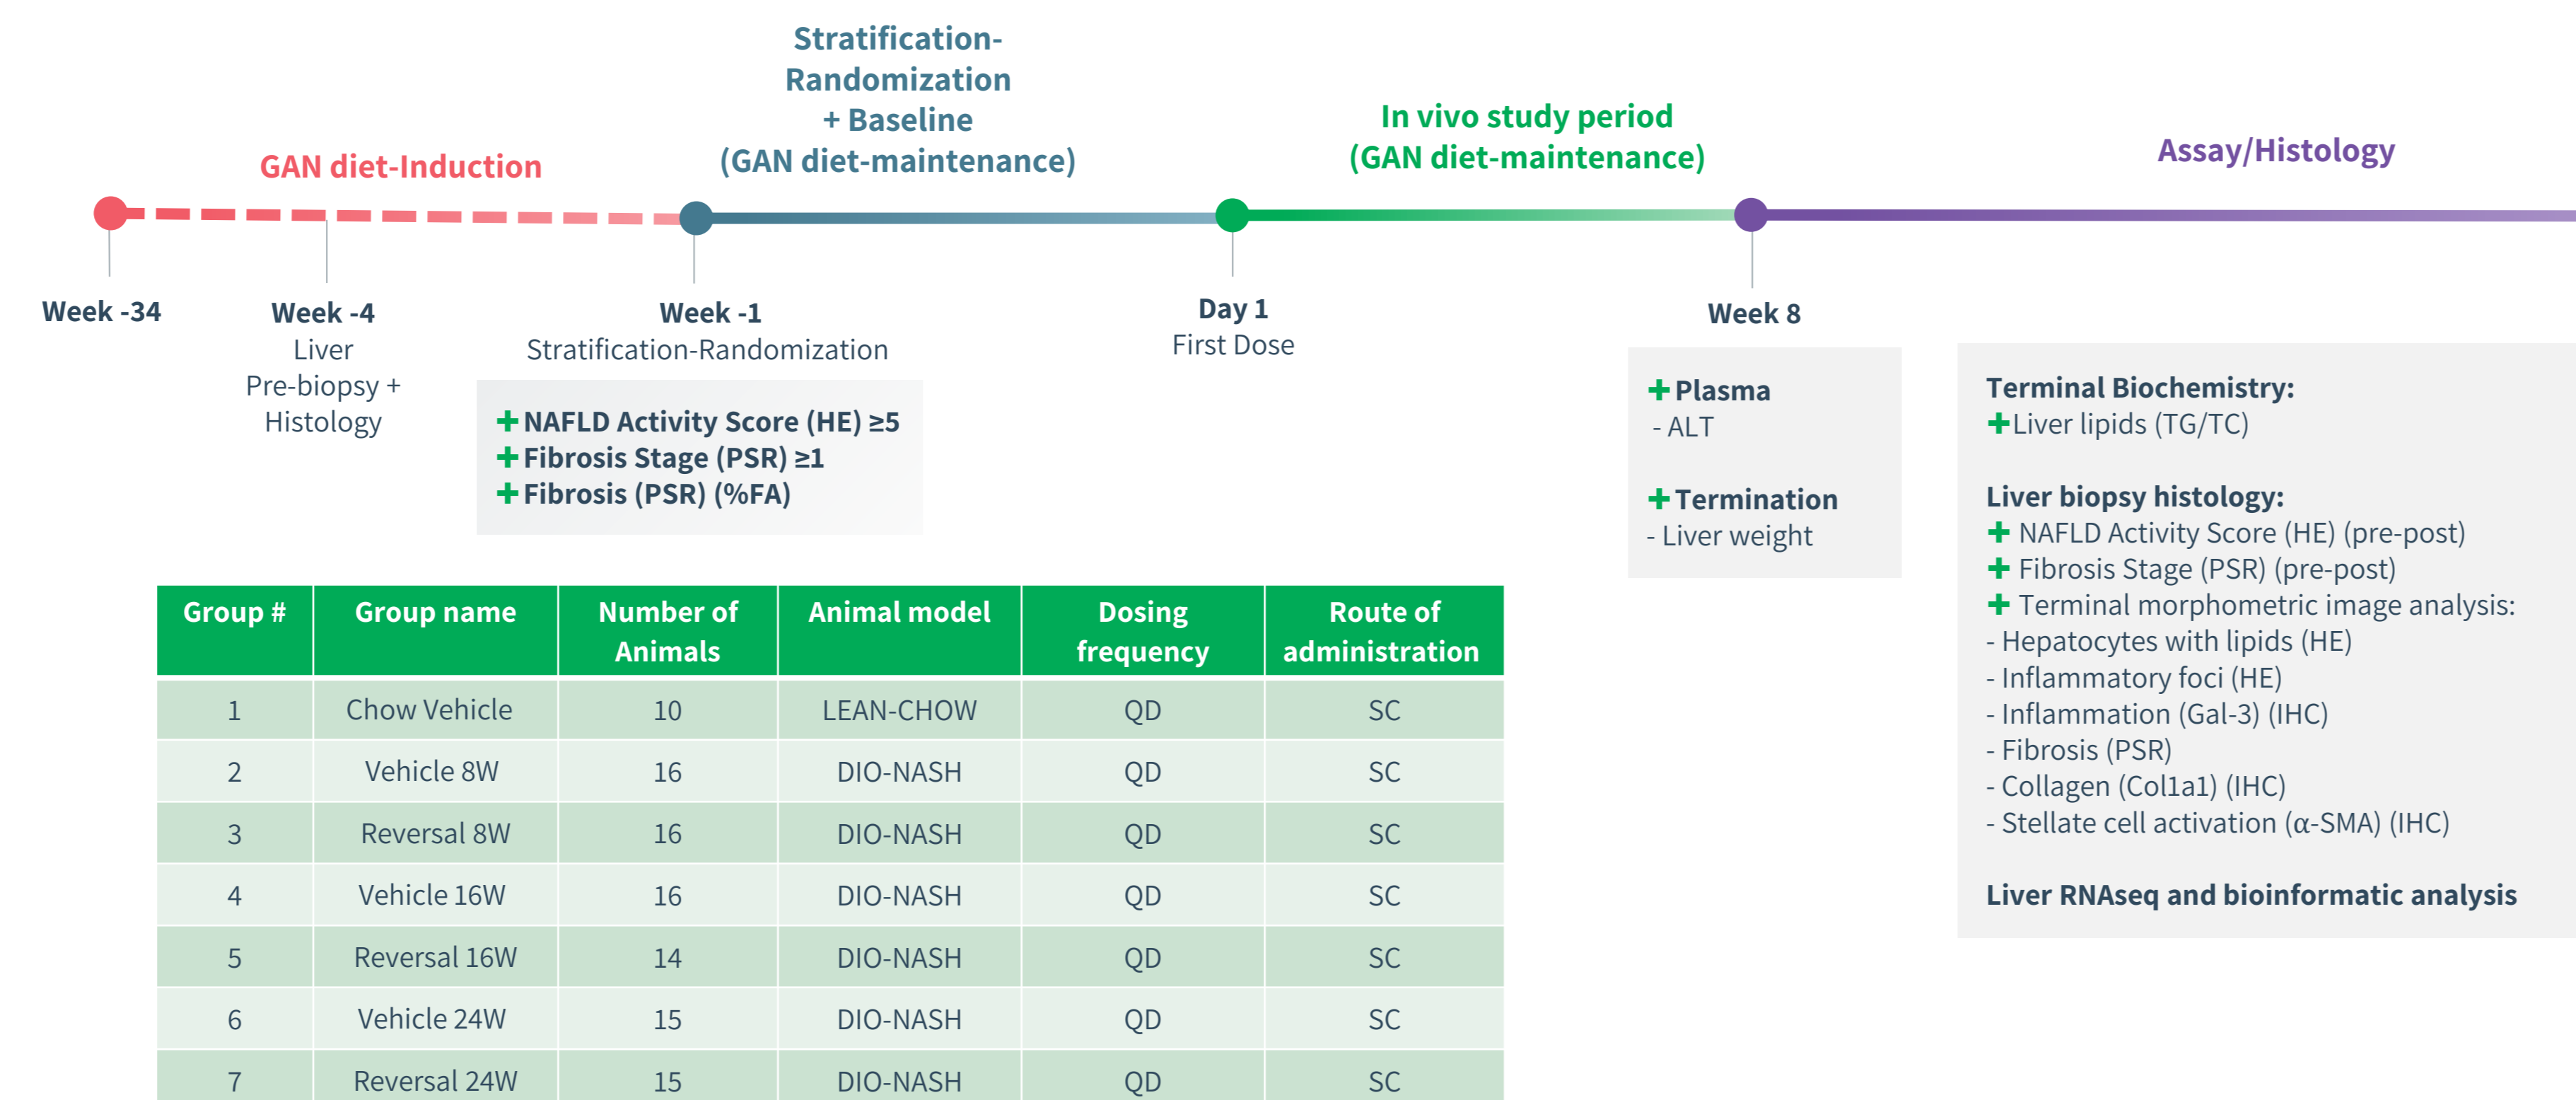 Stratification-
Randomization
+ Baseline
(GAN diet-maintenance)
GAN diet-Induction
In vivo study period
(GAN diet-maintenance)
Assay/Histology
Week -34
Week -4
Liver
Pre-biopsy +
Histology
Week -1
Stratification-Randomization
+NAFLD Activity Score (HE) ≥5
+Fibrosis Stage (PSR) ≥1
+Fibrosis (PSR) (%FA)
Day 1
First Dose
Week 8
+Plasma
- ALT
+Termination
- Liver weight
Terminal Biochemistry:
+Liver lipids (TG/TC)
Liver biopsy histology:
+ NAFLD Activity Score (HE) (pre-post)
+ Fibrosis Stage (PSR) (pre-post)
+ Terminal morphometric image analysis:
- Hepatocytes with lipids (HE)
- Inflammatory foci (HE)
- Inflammation (Gal-3) (IHC)
- Fibrosis (PSR)
- Collagen (Col1a1) (IHC)
- Stellate cell activation (α-SMA) (IHC)
Liver RNAseq and bioinformatic analysis
Group # Group name Number of Animals Animal model Dosing frequency Route of administration
1 Chow Vehicle 10 LEAN-CHOW QD SC
2 Vehicle 8W 16 DIO-NASH QD SC
3 Reversal 8W 16 DIO-NASH QD SC
4 Vehicle 16W 16 DIO-NASH QD SC
5 Reversal 16W 14 DIO-NASH QD SC
6 Vehicle 24W 15 DIO-NASH QD SC
7 Reversal 24W 15 DIO-NASH QD SC